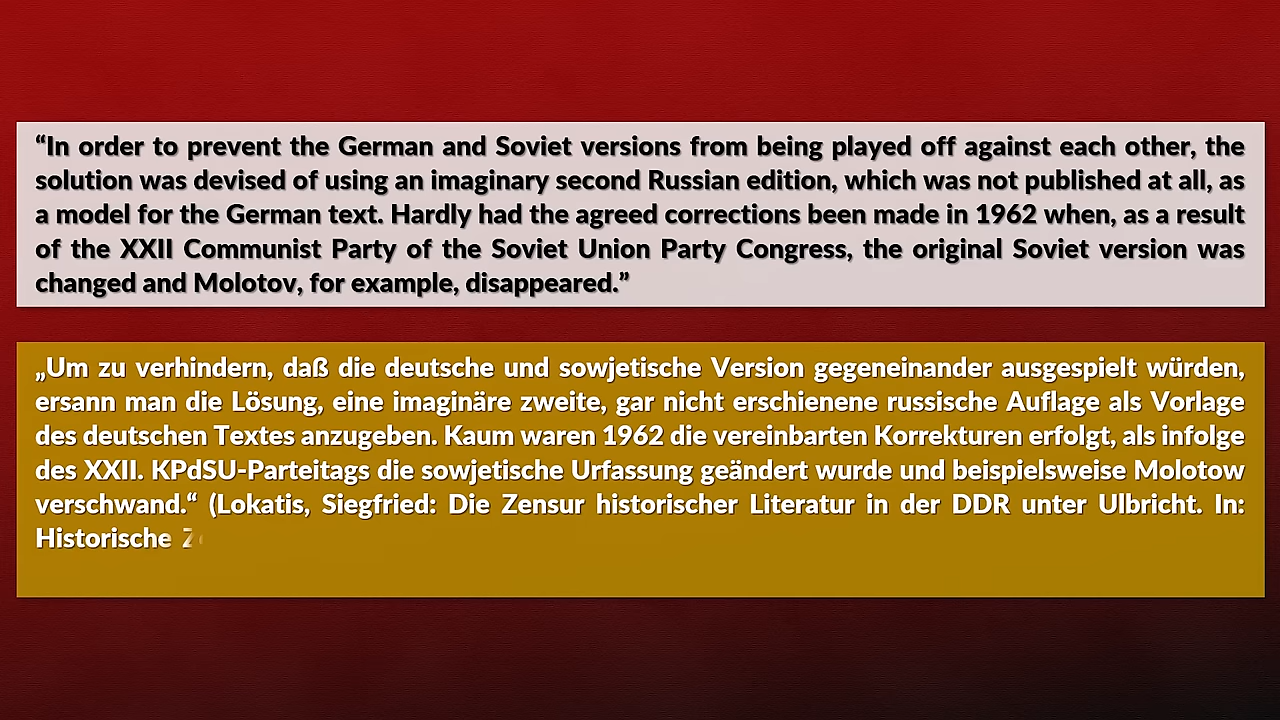 “In order to prevent the German and Soviet versions from being played off against each other, the
solution was devised of using an imaginary second Russian edition, which was not published at all, as
a model for the German text. Hardly had the agreed corrections been made in 1962 when, as a result
of the XXII Communist Party of the Soviet Union Party Congress, the original Soviet version was
changed and Molotov, for example, disappeared.”
„Um zu verhindern, daß die deutsche und sowjetische Version gegeneinander ausgespielt würden,
ersann man die Lösung, eine imaginäre zweite, gar nicht erschienene russische Auflage als Vorlage
des deutschen Textes anzugeben. Kaum waren 1962 die vereinbarten Korrekturen erfolgt, als infolge
des XXII. KPdSU-Parteitags die sowjetische Urfassung geändert wurde und beispielsweise Molotow
verschwand.“ (Lokatis, Siegfried: Die Zensur historischer Literatur in der DDR unter Ulbricht. In:
Historische